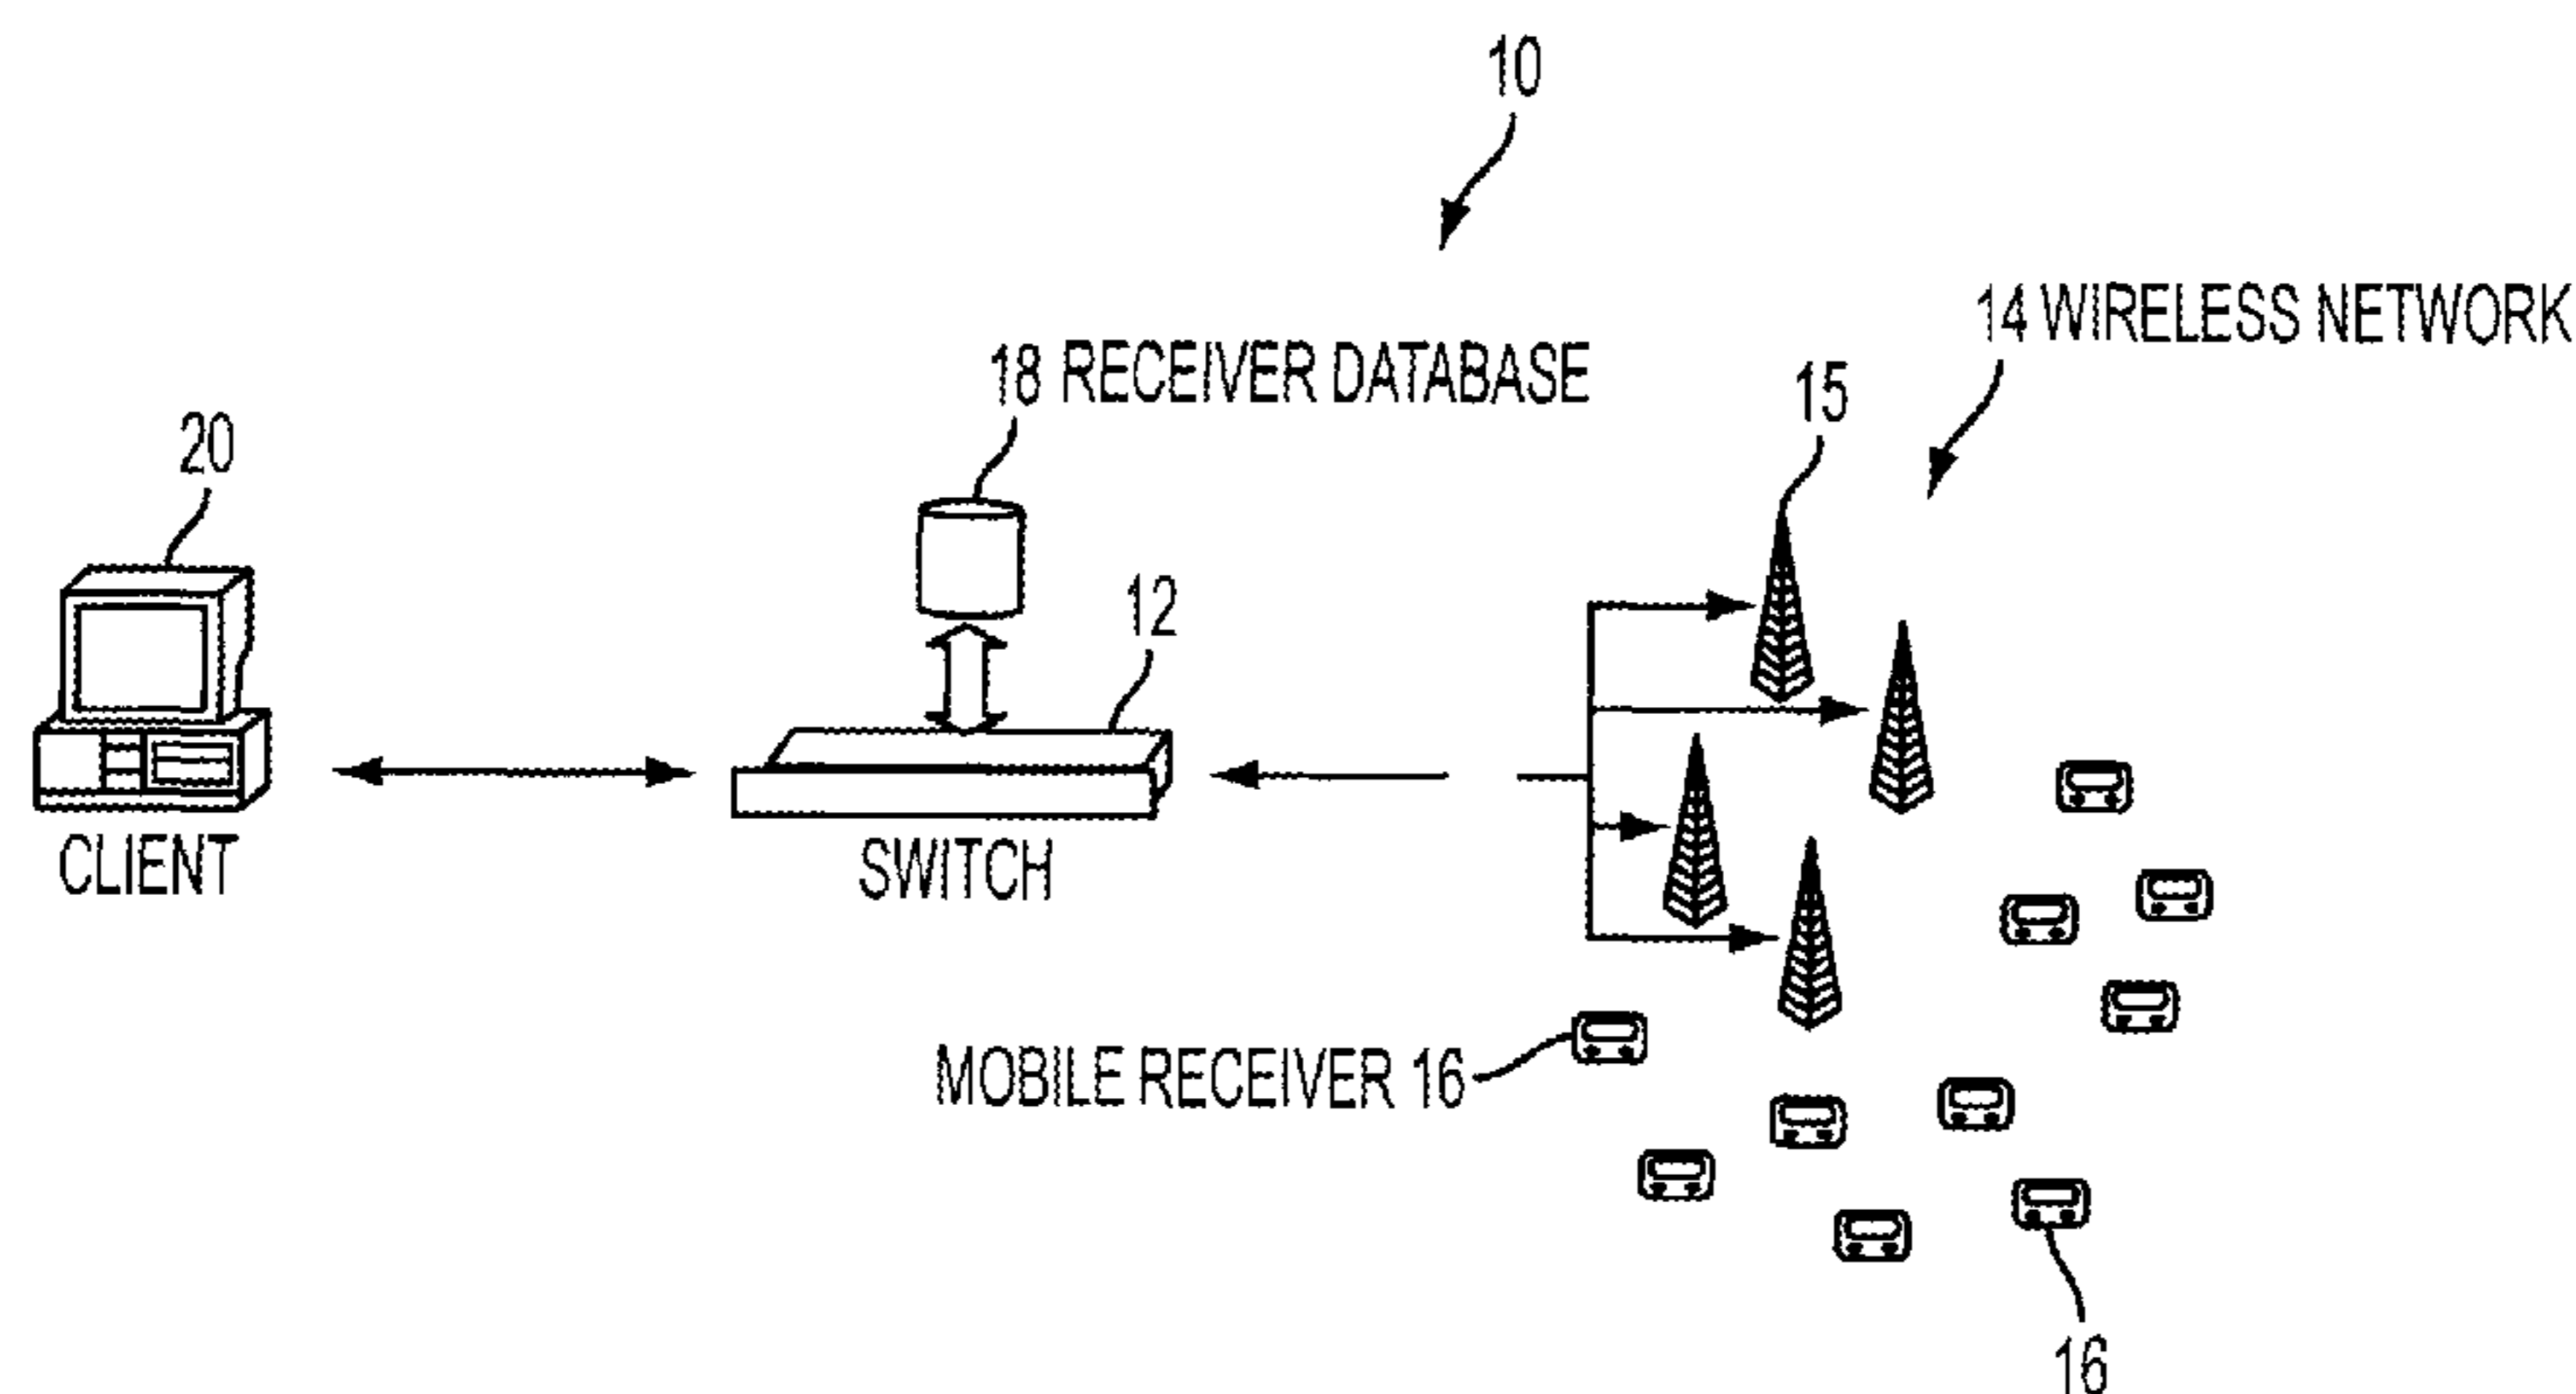 10
14 WIRELESS NETWORK
18 RECEIVER DATABASE
15
20
12
CLIENT
SWITCH
MOBILE RECEIVER 16
16